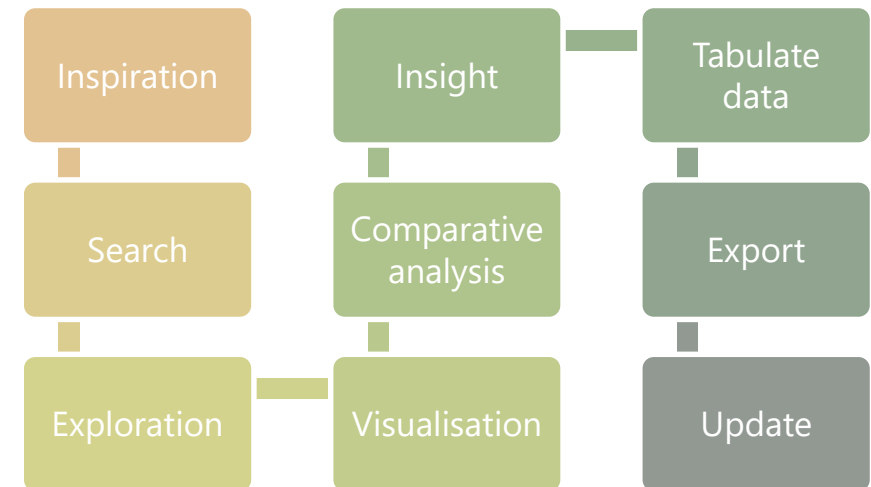 Inspiration
Search
Exploration
Visualisation
Comparative
analysis
Insight
Tabulate
data
Export
Update